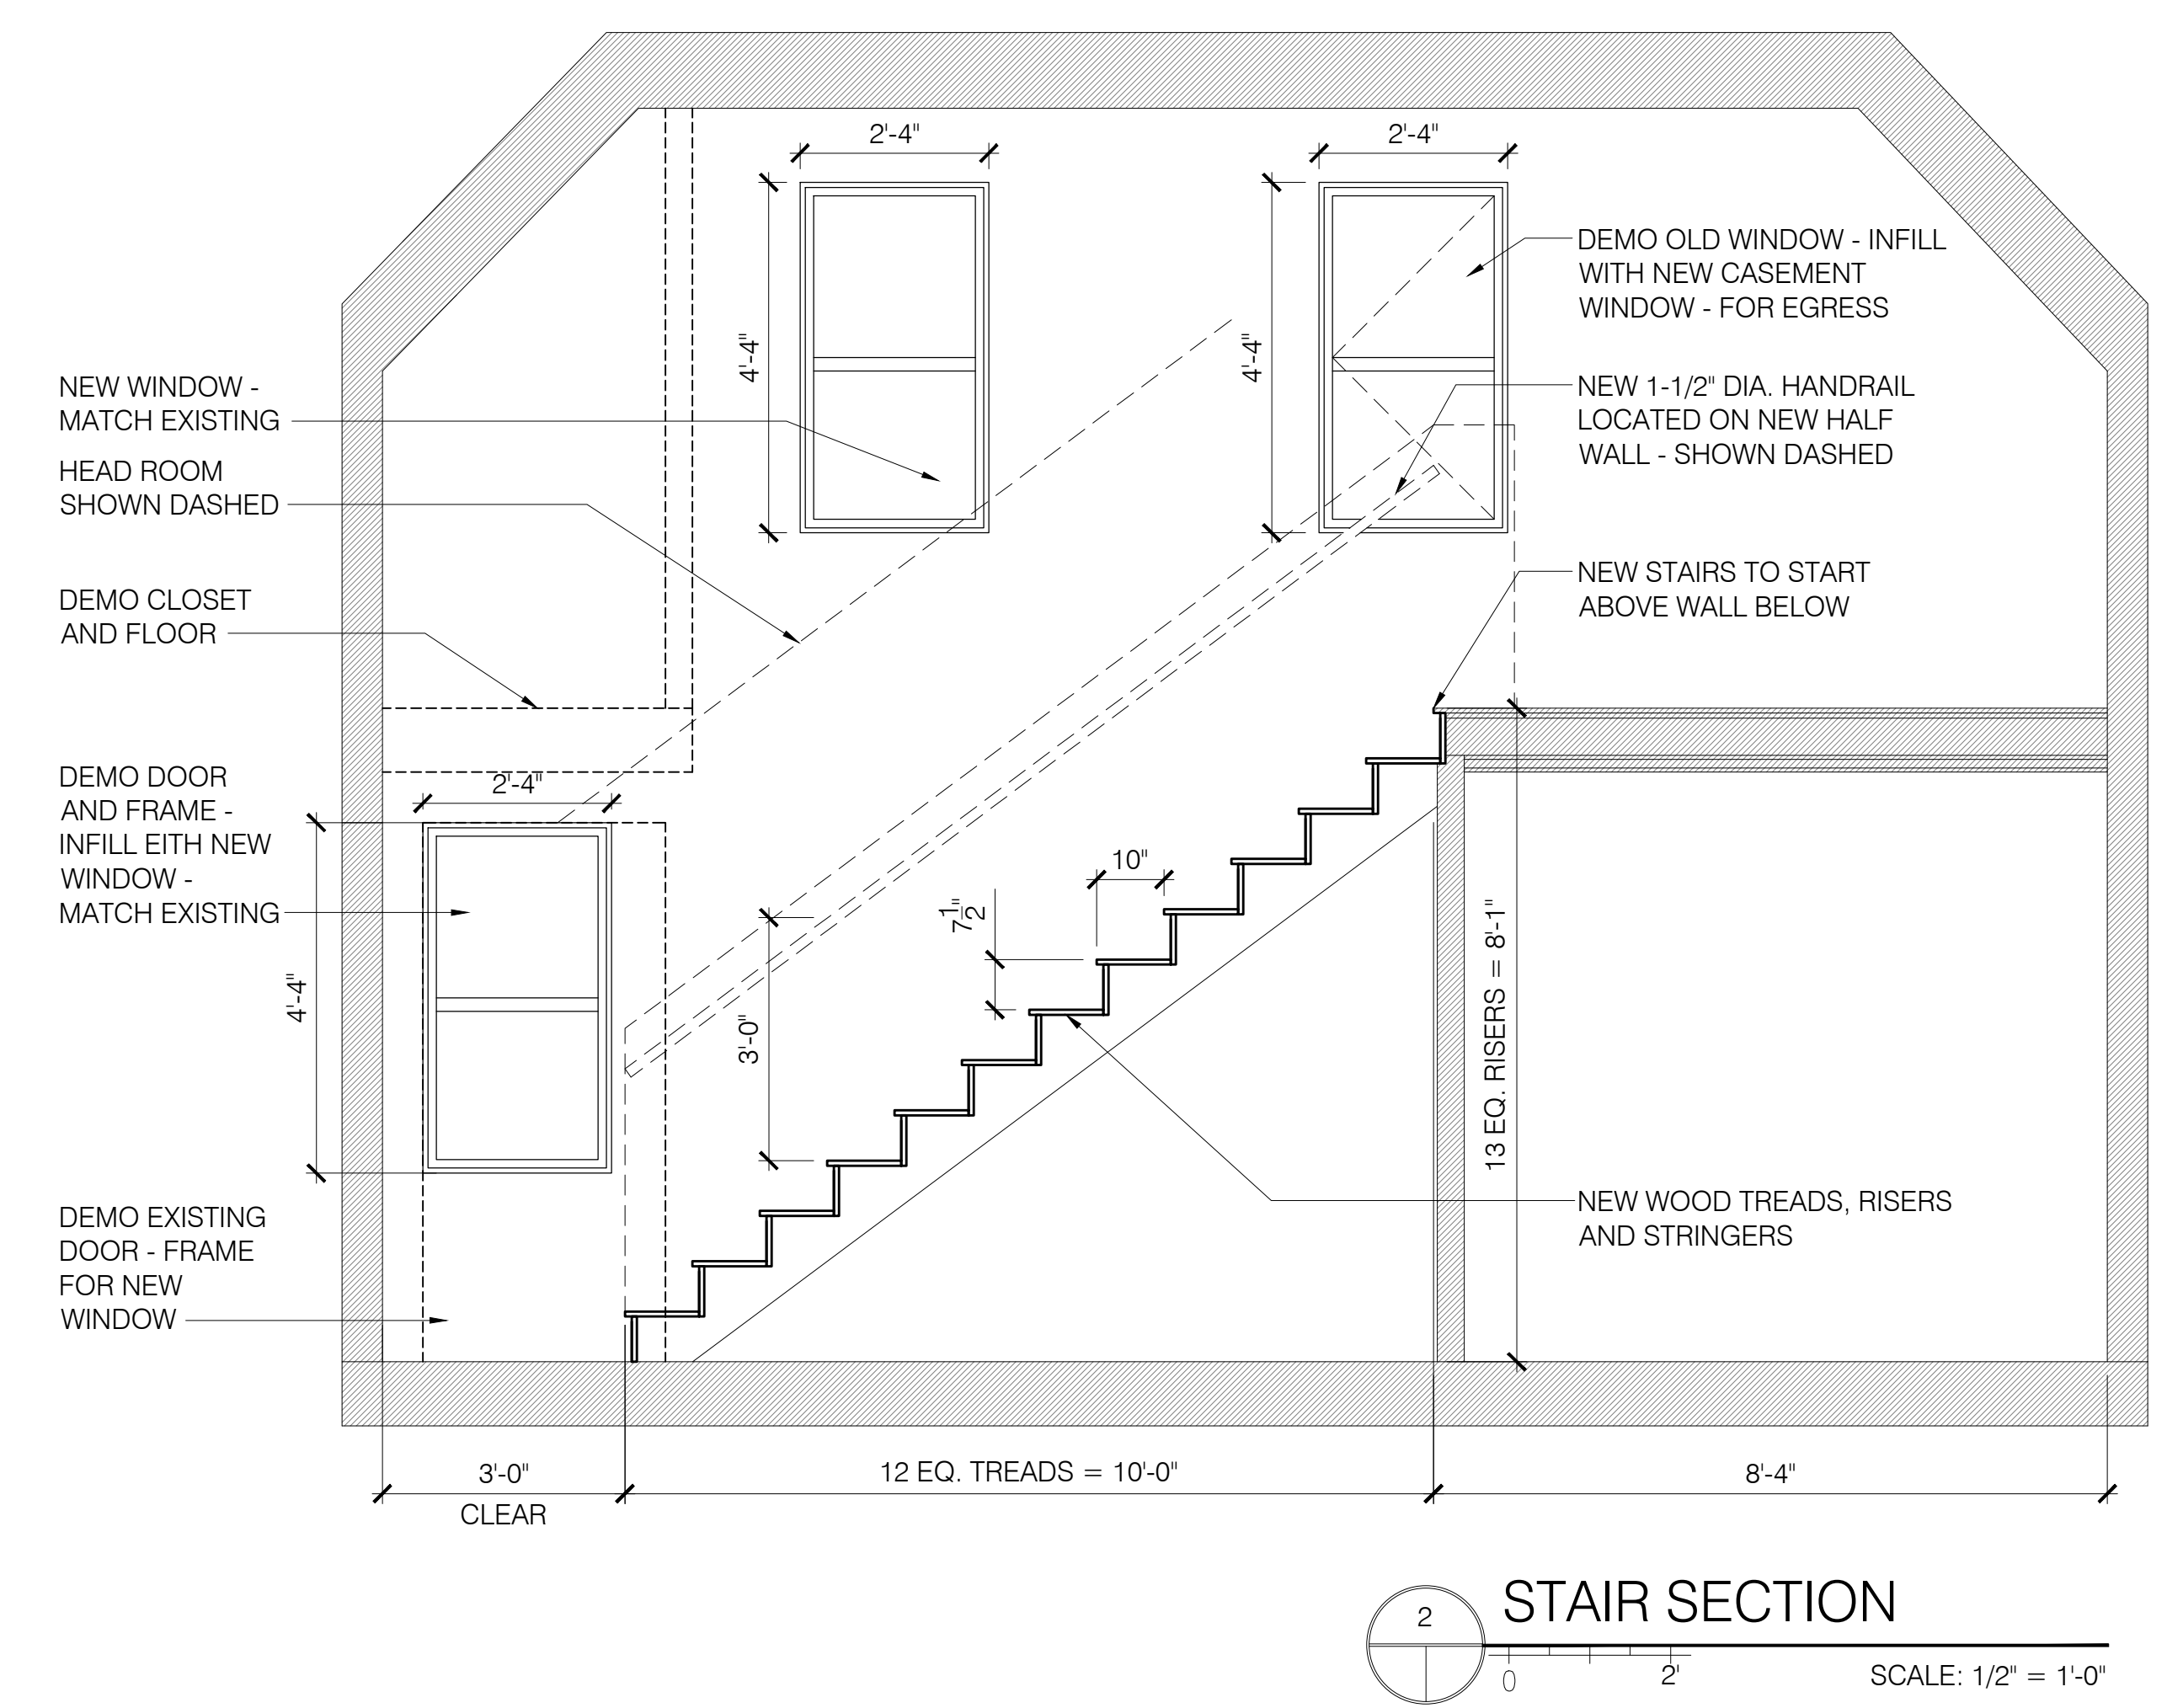 2'-4"
2'-4"
DEMO OLD WINDOW - INFILL
WITH NEW CASEMENT
WINDOW - FOR EGRESS
4'-4"
4'-4"
NEW WINDOW -
MATCH EXISTING
NEW 1-1/2" DIA. HANDRAIL
LOCATED ON NEW HALF
WALL - SHOWN DASHED
HEAD ROOM
SHOWN DASHED
NEW STAIRS TO START
ABOVE WALL BELOW
DEMO CLOSET
AND FLOOR
DEMO DOOR
AND FRAME -
INFILL EITH NEW
WINDOW -
MATCH EXISTING
2'-4"
4'-4"
10"
7 1/2"
3'-0"
13 EQ. RISERS = 8'-1"
NEW WOOD TREADS, RISERS
AND STRINGERS
DEMO EXISTING
DOOR - FRAME
FOR NEW
WINDOW
3'-0"
CLEAR
12 EQ. TREADS = 10'-0"
8'-4"
2
STAIR SECTION
0
2'
SCALE: 1/2" = 1'-0"